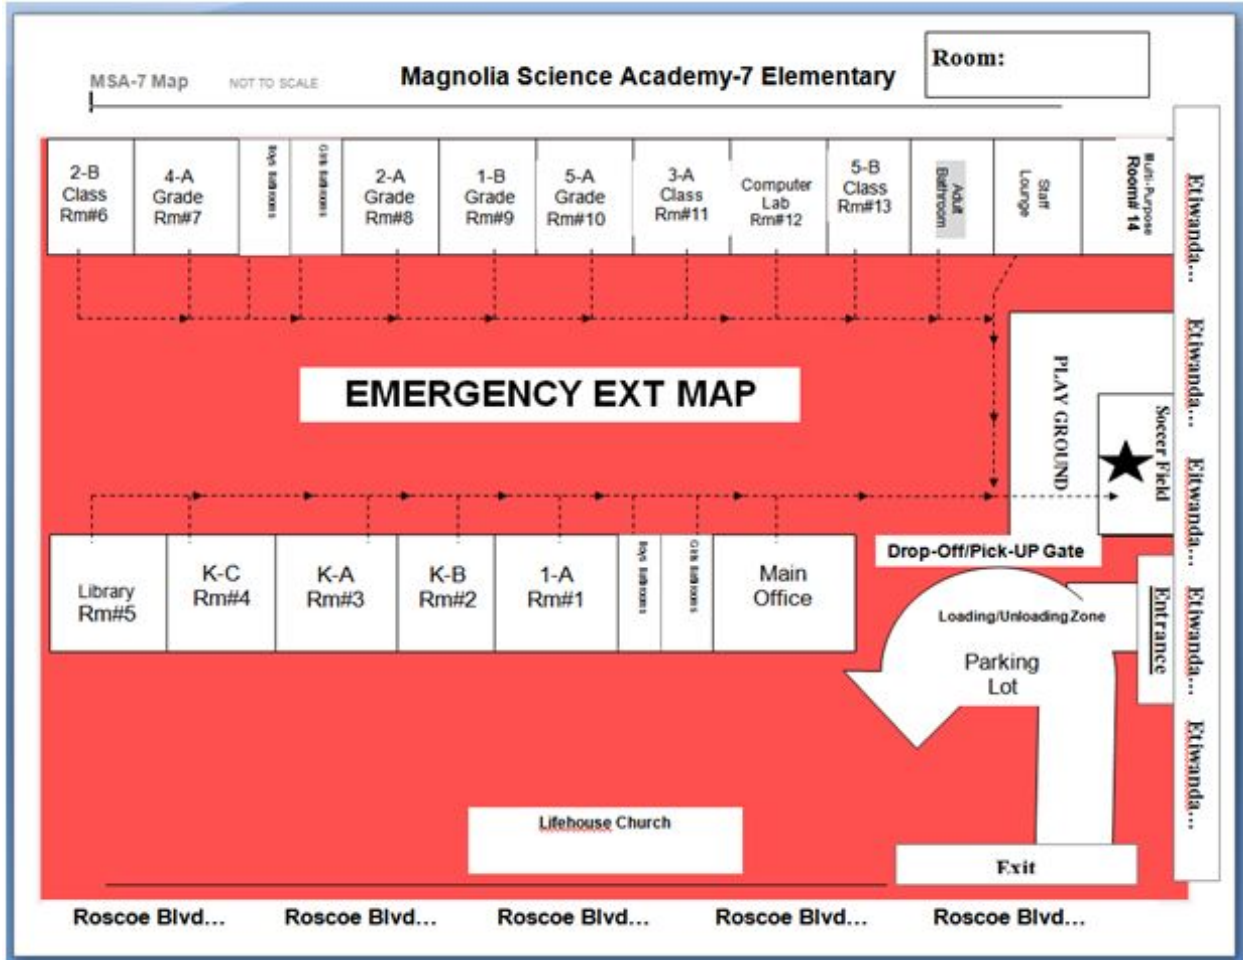 MSA-7 Map
NOT TO SCALE
Magnolia Science Academy-7 Elementary
Room:
2-B
Class
Rm#6
4-A
Grade
Rm#7
Boys Bathrooms
Girls Bathrooms
2-A
Grade
Rm#8
1-B
Grade
Rm#9
5-A
Grade
Rm#10
3-A
Class
Rm#11
Computer
Lab
Rm#12
5-B
Class
Rm#13
Adult
Bathroom
Staff
Lounge
Multi-Purpose
Room# 14
Etiwanda...
Etiwanda...
Eitwanda...
Etiwanda...
Etiwanda...
EMERGENCY EXT MAP
PLAY GROUND
Soccer Field
Library
Rm#5
K-C
Rm#4
K-A
Rm#3
K-B
Rm#2
1-A
Rm#1
Boys Bathrooms
Girls Bathrooms
Main
Office
Drop-Off/Pick-UP Gate
Loading/Unloading Zone
Parking
Lot
Entrance
Lifehouse Church
Exit
Roscoe Blvd...
Roscoe Blvd...
Roscoe Blvd...
Roscoe Blvd...
Roscoe Blvd...